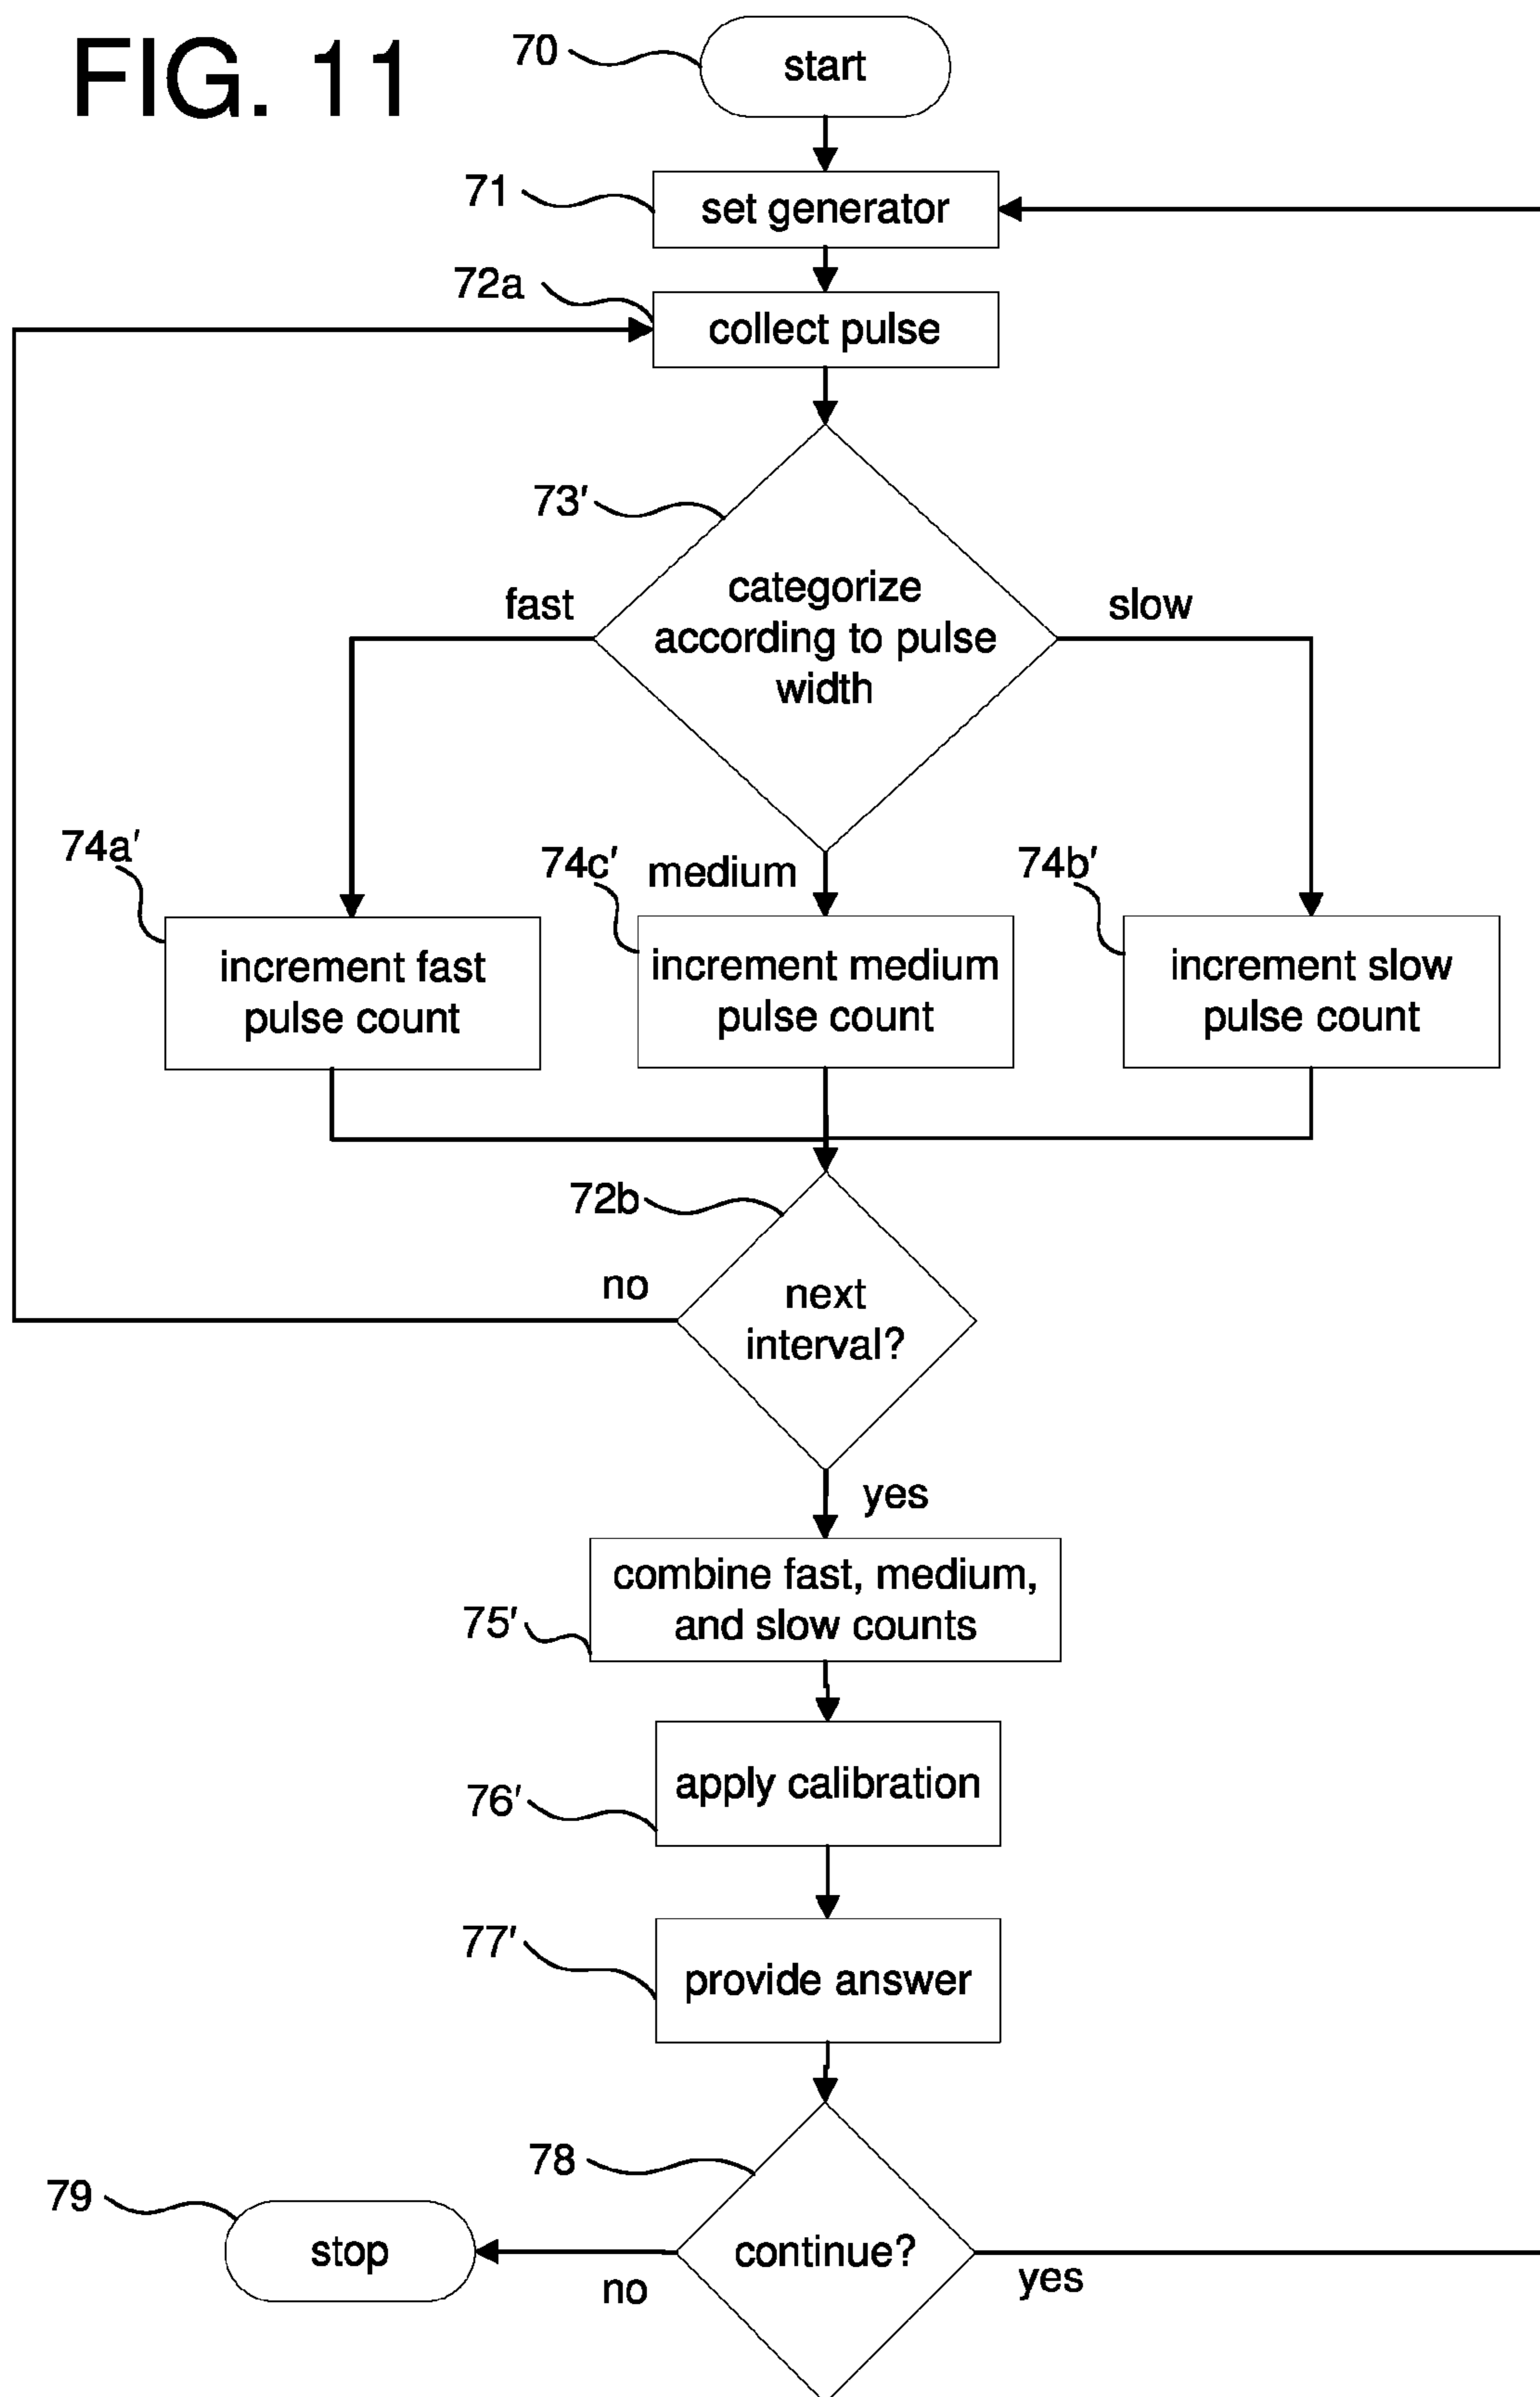 FIG. 11
70
start
71
set generator
72a
collect pulse
73′
categorize
according to pulse
width
fast
slow
medium
74a′
increment fast
pulse count
74c′
increment medium
pulse count
74b′
increment slow
pulse count
72b
next
interval?
no
yes
75′
combine fast, medium,
and slow counts
76′
apply calibration
77′
provide answer
78
continue?
no
yes
79
stop